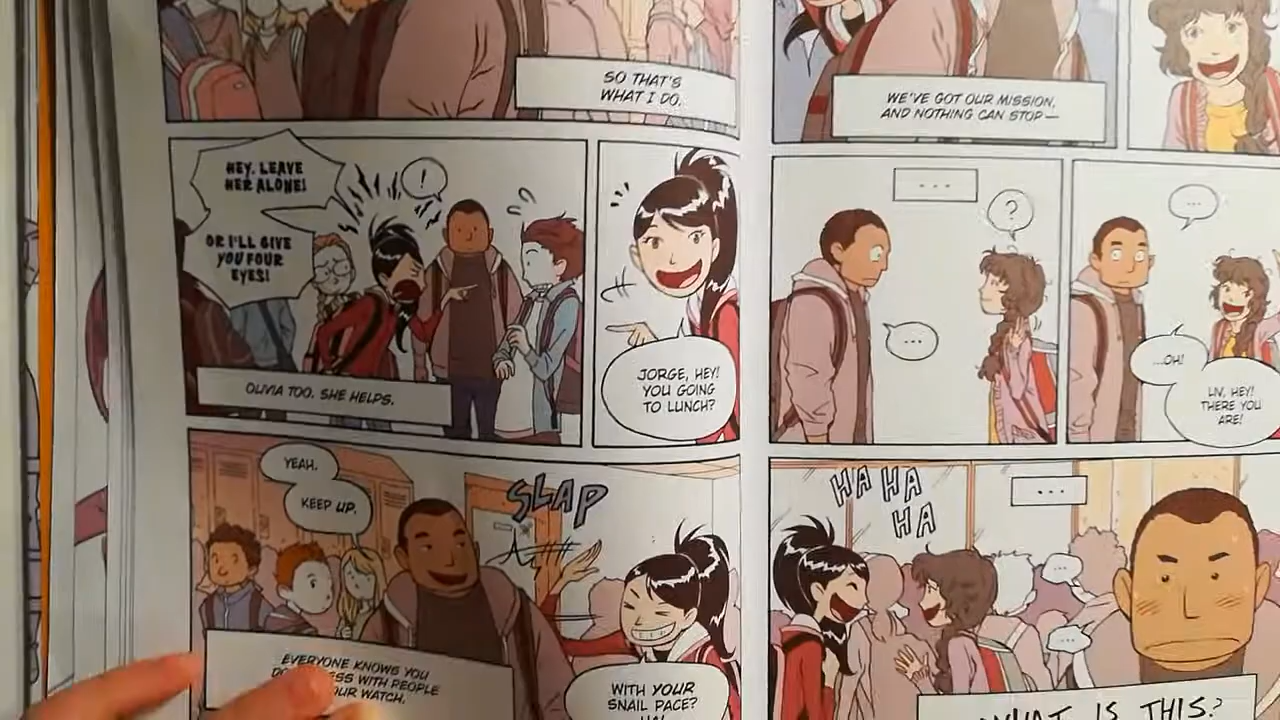 SO THAT'S
WHAT I DO.
HEY, LEAVE
HER ALONE!
OR I'LL GIVE
YOU FOUR
EYES!
!
OLIVIA TOO. SHE HELPS.
JORGE, HEY!
YOU GOING
TO LUNCH?
YEAH.
KEEP UP.
SLAP
EVERYONE KNOWS YOU
WITH PEOPLE
WATCH.
WITH YOUR
SNAIL PACE?
HA!
WE'VE GOT OUR MISSION,
AND NOTHING CAN STOP—
...
?
...
...
...OH!
LIV, HEY!
THERE YOU
ARE!
HA HA
HA
...
...
...
WHAT IS THIS?